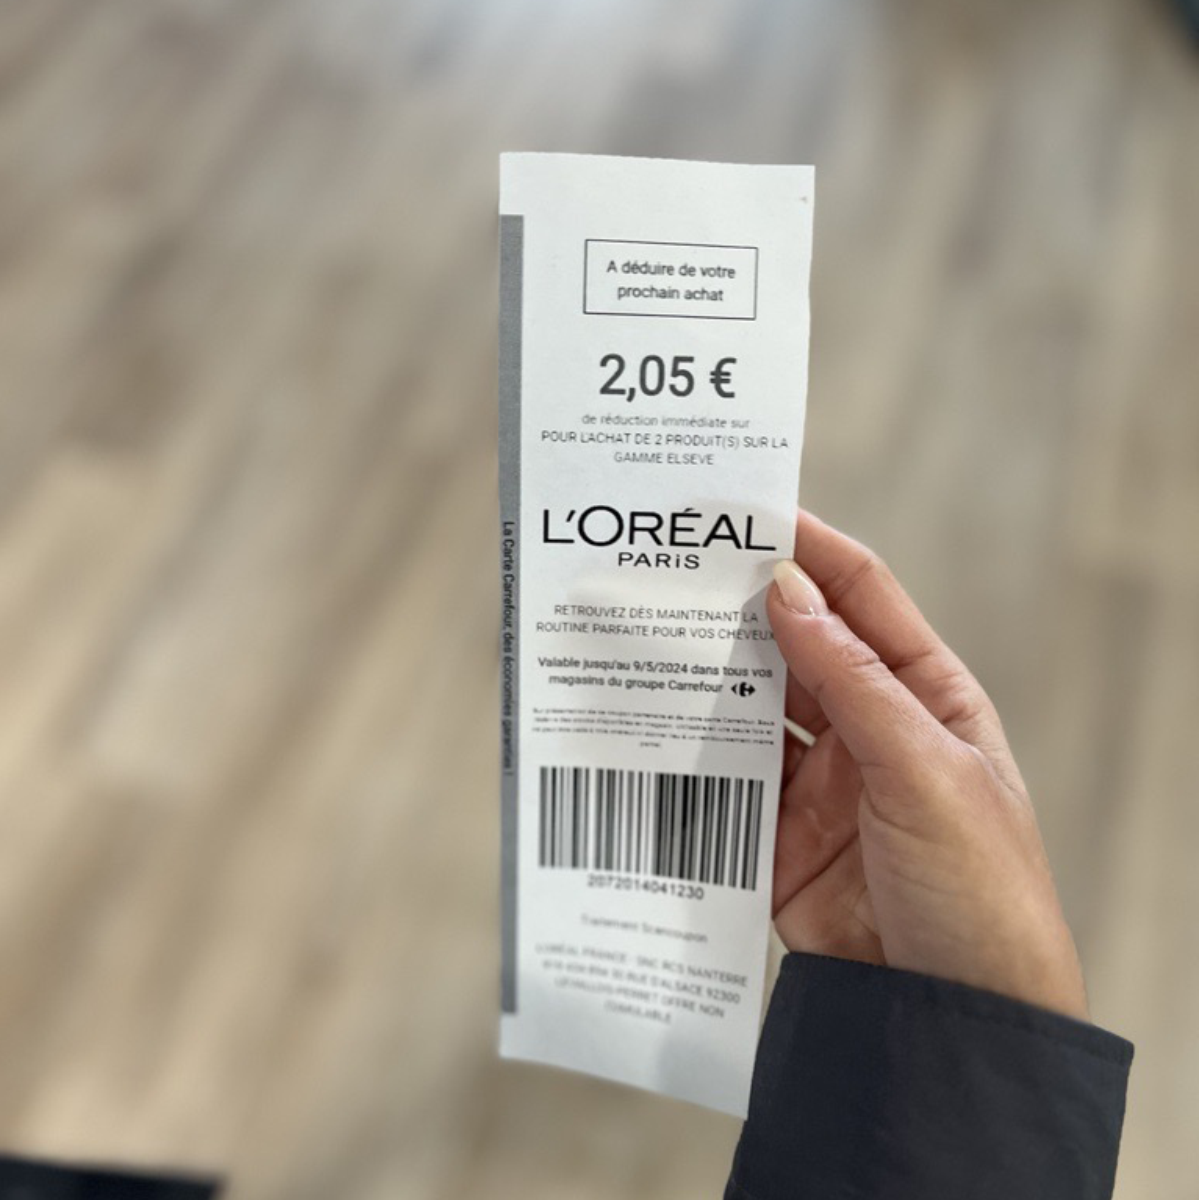 A déduire de votre
prochain achat
2,05 €
de réduction immédiate sur
POUR L'ACHAT DE 2 PRODUIT(S) SUR LA
GAMME ELSEVE
L'ORÉAL
PARiS
RETROUVEZ DÈS MAINTENANT LA
ROUTINE PARFAITE POUR VOS CHEVEUX
Valable jusqu'au 9/5/2024 dans tous vos
magasins du groupe Carrefour
2072014041230
Traitement Scancoupon
L'ORÉAL FRANCE - SNC RCS NANTERRE
RUE D'ALSACE 92300
LEVALLOIS-PERRET OFFRE NON
CUMULABLE
La Carte Carrefour, des économies garanties !